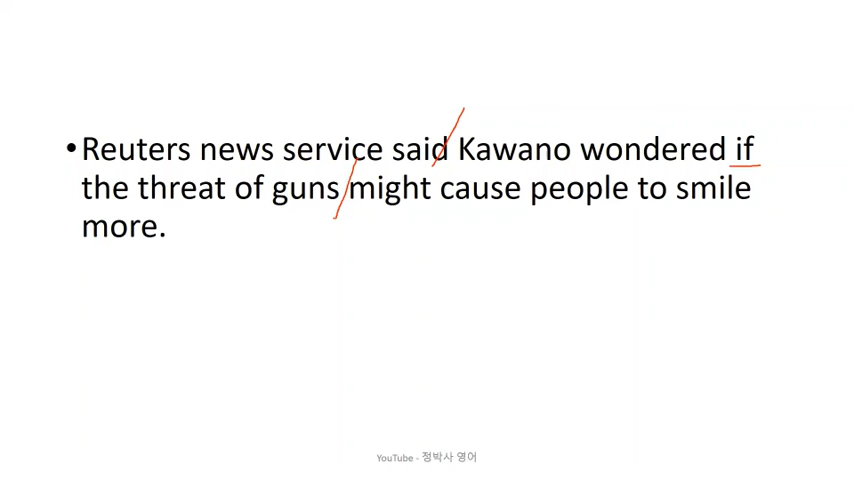 •Reuters news service said Kawano wondered if
the threat of guns might cause people to smile
more.
YouTube - 정박사 영어